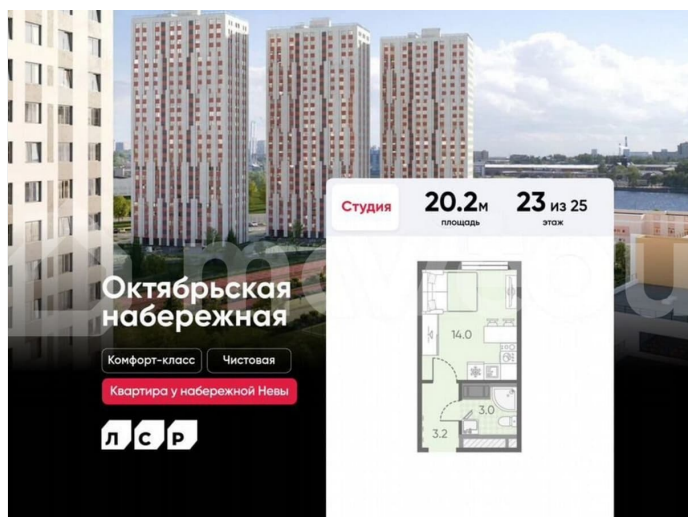 Студия
20.2м
площадь
23 из 25
этаж
Октябрьская
набережная
Комфорт-класс
Чистовая
Квартира у набережной Невы
ЛСР
14.0
3.0
3.2